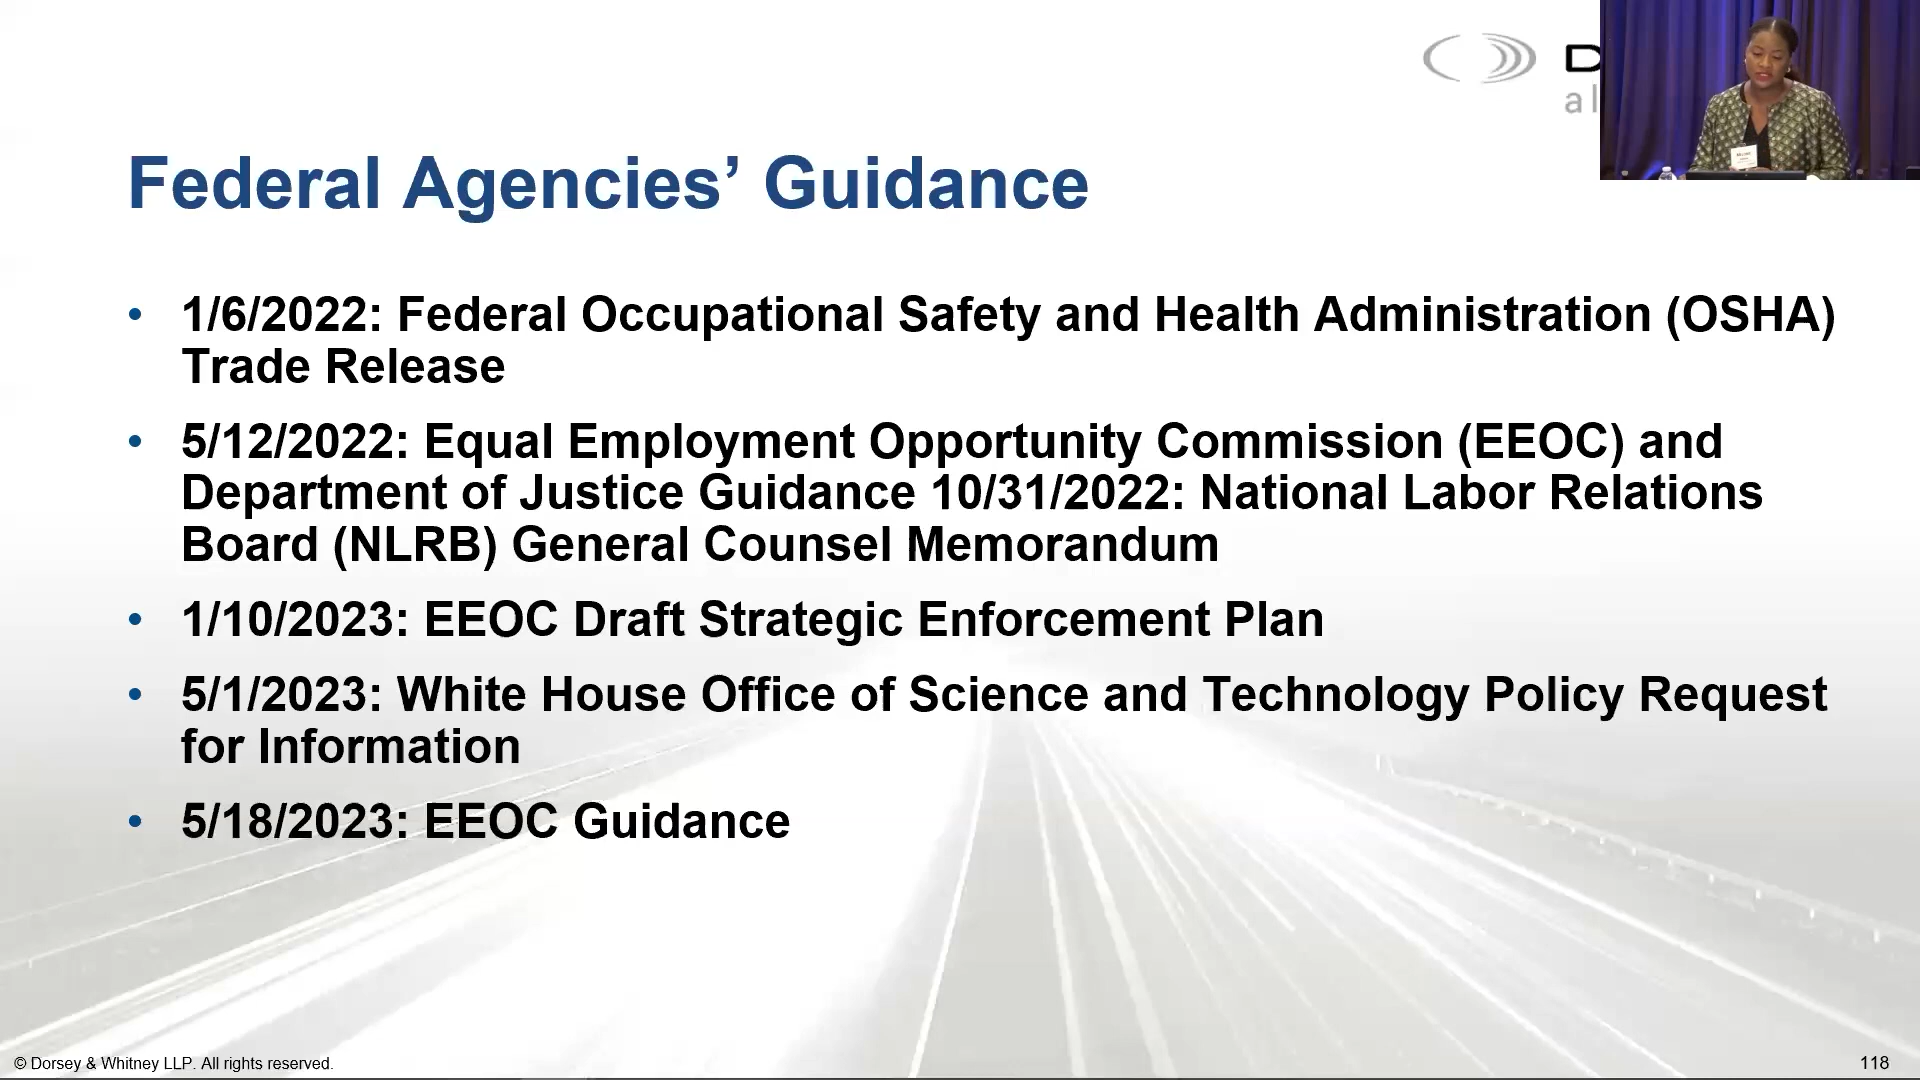 D
al
Federal Agencies’ Guidance
• 1/6/2022: Federal Occupational Safety and Health Administration (OSHA)
Trade Release
• 5/12/2022: Equal Employment Opportunity Commission (EEOC) and
Department of Justice Guidance 10/31/2022: National Labor Relations
Board (NLRB) General Counsel Memorandum
• 1/10/2023: EEOC Draft Strategic Enforcement Plan
• 5/1/2023: White House Office of Science and Technology Policy Request
for Information
• 5/18/2023: EEOC Guidance
© Dorsey & Whitney LLP. All rights reserved.
118